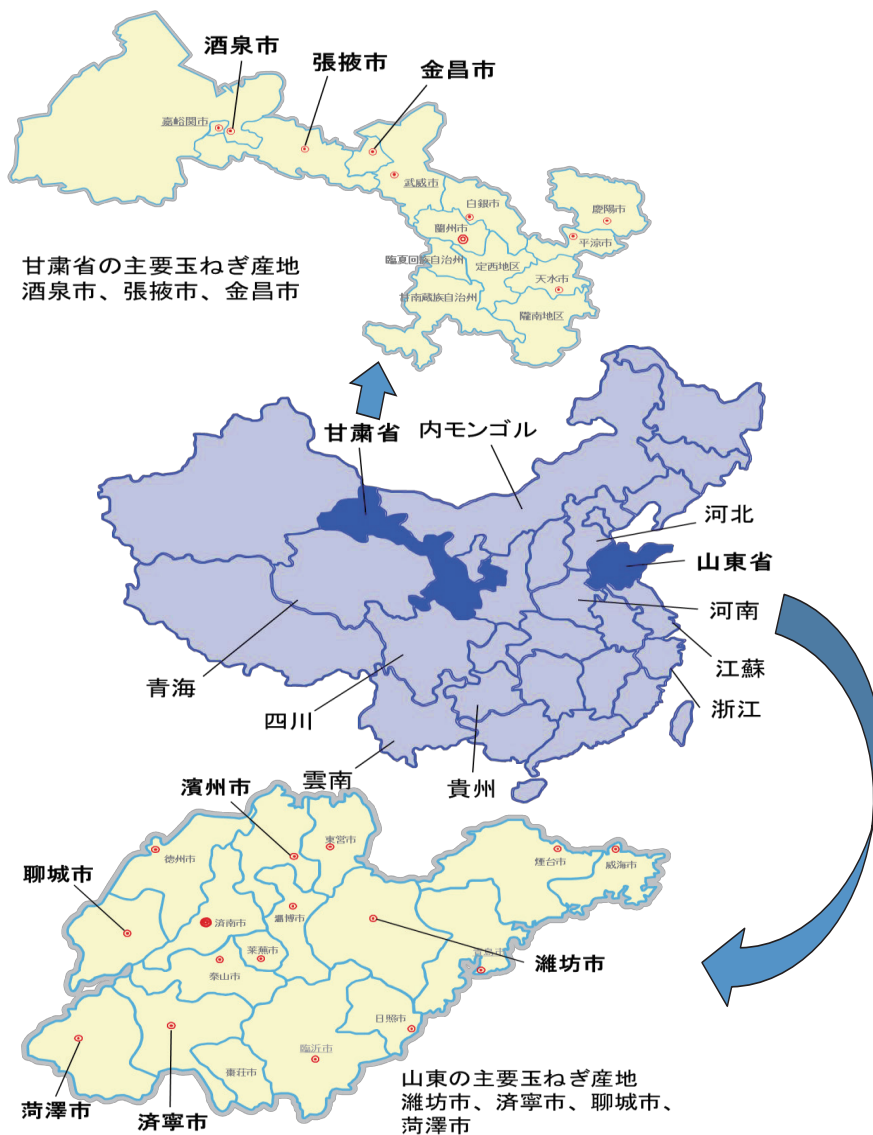 酒泉市
張掖市
金昌市
嘉峪関市
武威市
白銀市
慶陽市
蘭州市
平涼市
臨夏回族自治州
定西地区
天水市
甘南蔵族自治州
隴南地区
甘粛省の主要玉ねぎ産地
酒泉市、張掖市、金昌市
甘粛省
内モンゴル
河北
山東省
河南
青海
江蘇
四川
浙江
雲南
貴州
濱州市
東営市
徳州市
煙台市
威海市
聊城市
済南市
淄博市
莱蕪市
泰山市
濰坊市
日照市
臨沂市
棗荘市
菏澤市
済寧市
山東の主要玉ねぎ産地
濰坊市、済寧市、聊城市、
菏澤市